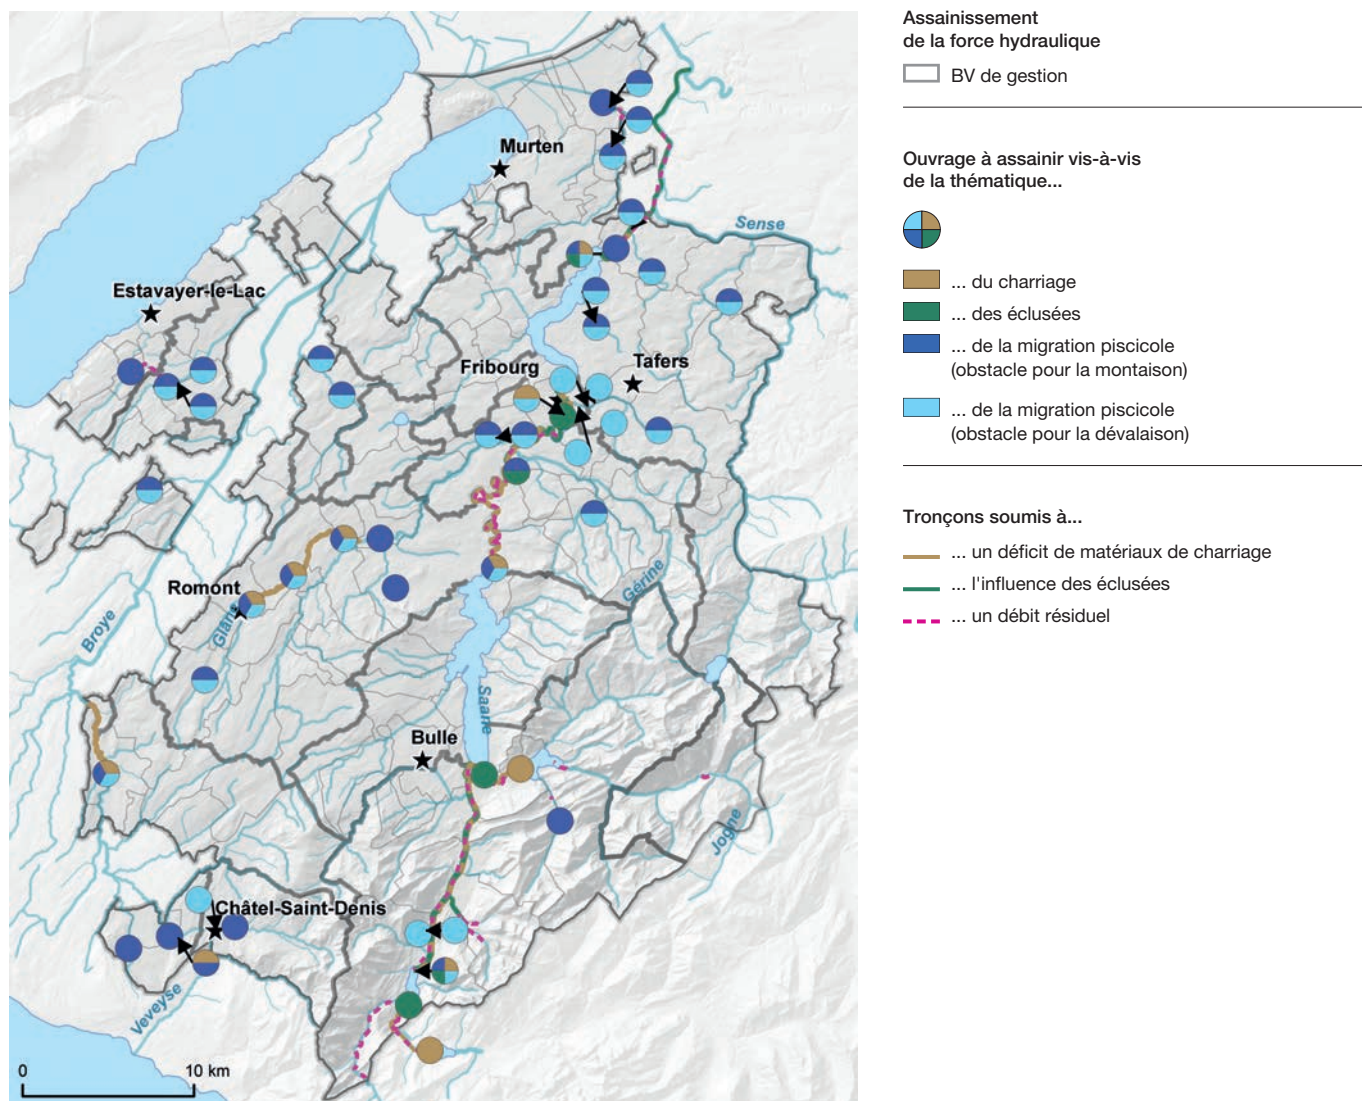 Murten
Sense
Estavayer-le-Lac
Fribourg
Tafers
Romont
Glâne
Gérine
Broye
Saane
Bulle
Jogne
Châtel-Saint-Denis
Veveyse
0
10 km
Assainissement
de la force hydraulique
BV de gestion
Ouvrage à assainir vis-à-vis
de la thématique...
... du charriage
... des éclusées
... de la migration piscicole
(obstacle pour la montaison)
... de la migration piscicole
(obstacle pour la dévalaison)
Tronçons soumis à...
... un déficit de matériaux de charriage
... l'influence des éclusées
... un débit résiduel